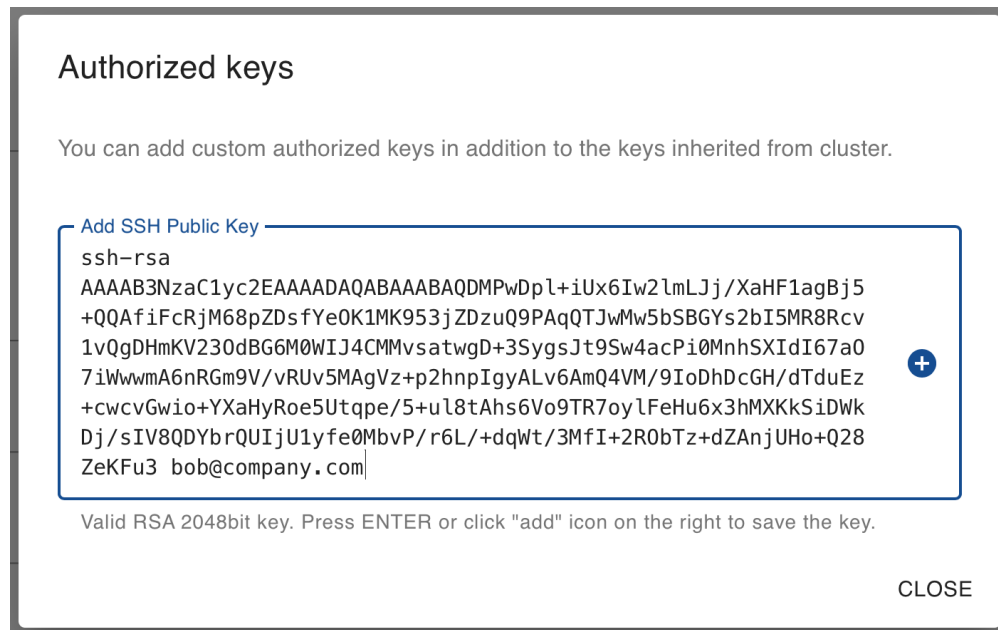 Authorized keys
You can add custom authorized keys in addition to the keys inherited from cluster.
Add SSH Public Key
ssh-rsa
AAAAB3NzaC1yc2EAAAADAQABAAABAQDMPwDpl+iUx6Iw2lmLJj/XaHF1agBj5
+QQAfiFcRjM68pZDsfYeOK1MK953jZDzuQ9PAqQTJwMw5bSBGYs2bI5MR8Rcv
1vQgDHmKV23OdBG6M0WIJ4CMMvsatwgD+3SygsJt9Sw4acPi0MnhSXIdI67aO
7iWwwmA6nRGm9V/vRUv5MAgVz+p2hnpIgyALv6AmQ4VM/9IoDhDcGH/dTduEz
+cwcvGwio+YXaHyRoe5Utqpe/5+ul8tAhs6Vo9TR7oylFeHu6x3hMXKkSiDWk
Dj/sIV8QDYbrQUIjU1yfe0MbvP/r6L/+dqWt/3MfI+2RObTz+dZAnjUHo+Q28
ZeKFu3 bob@company.com
Valid RSA 2048bit key. Press ENTER or click "add" icon on the right to save the key.
CLOSE